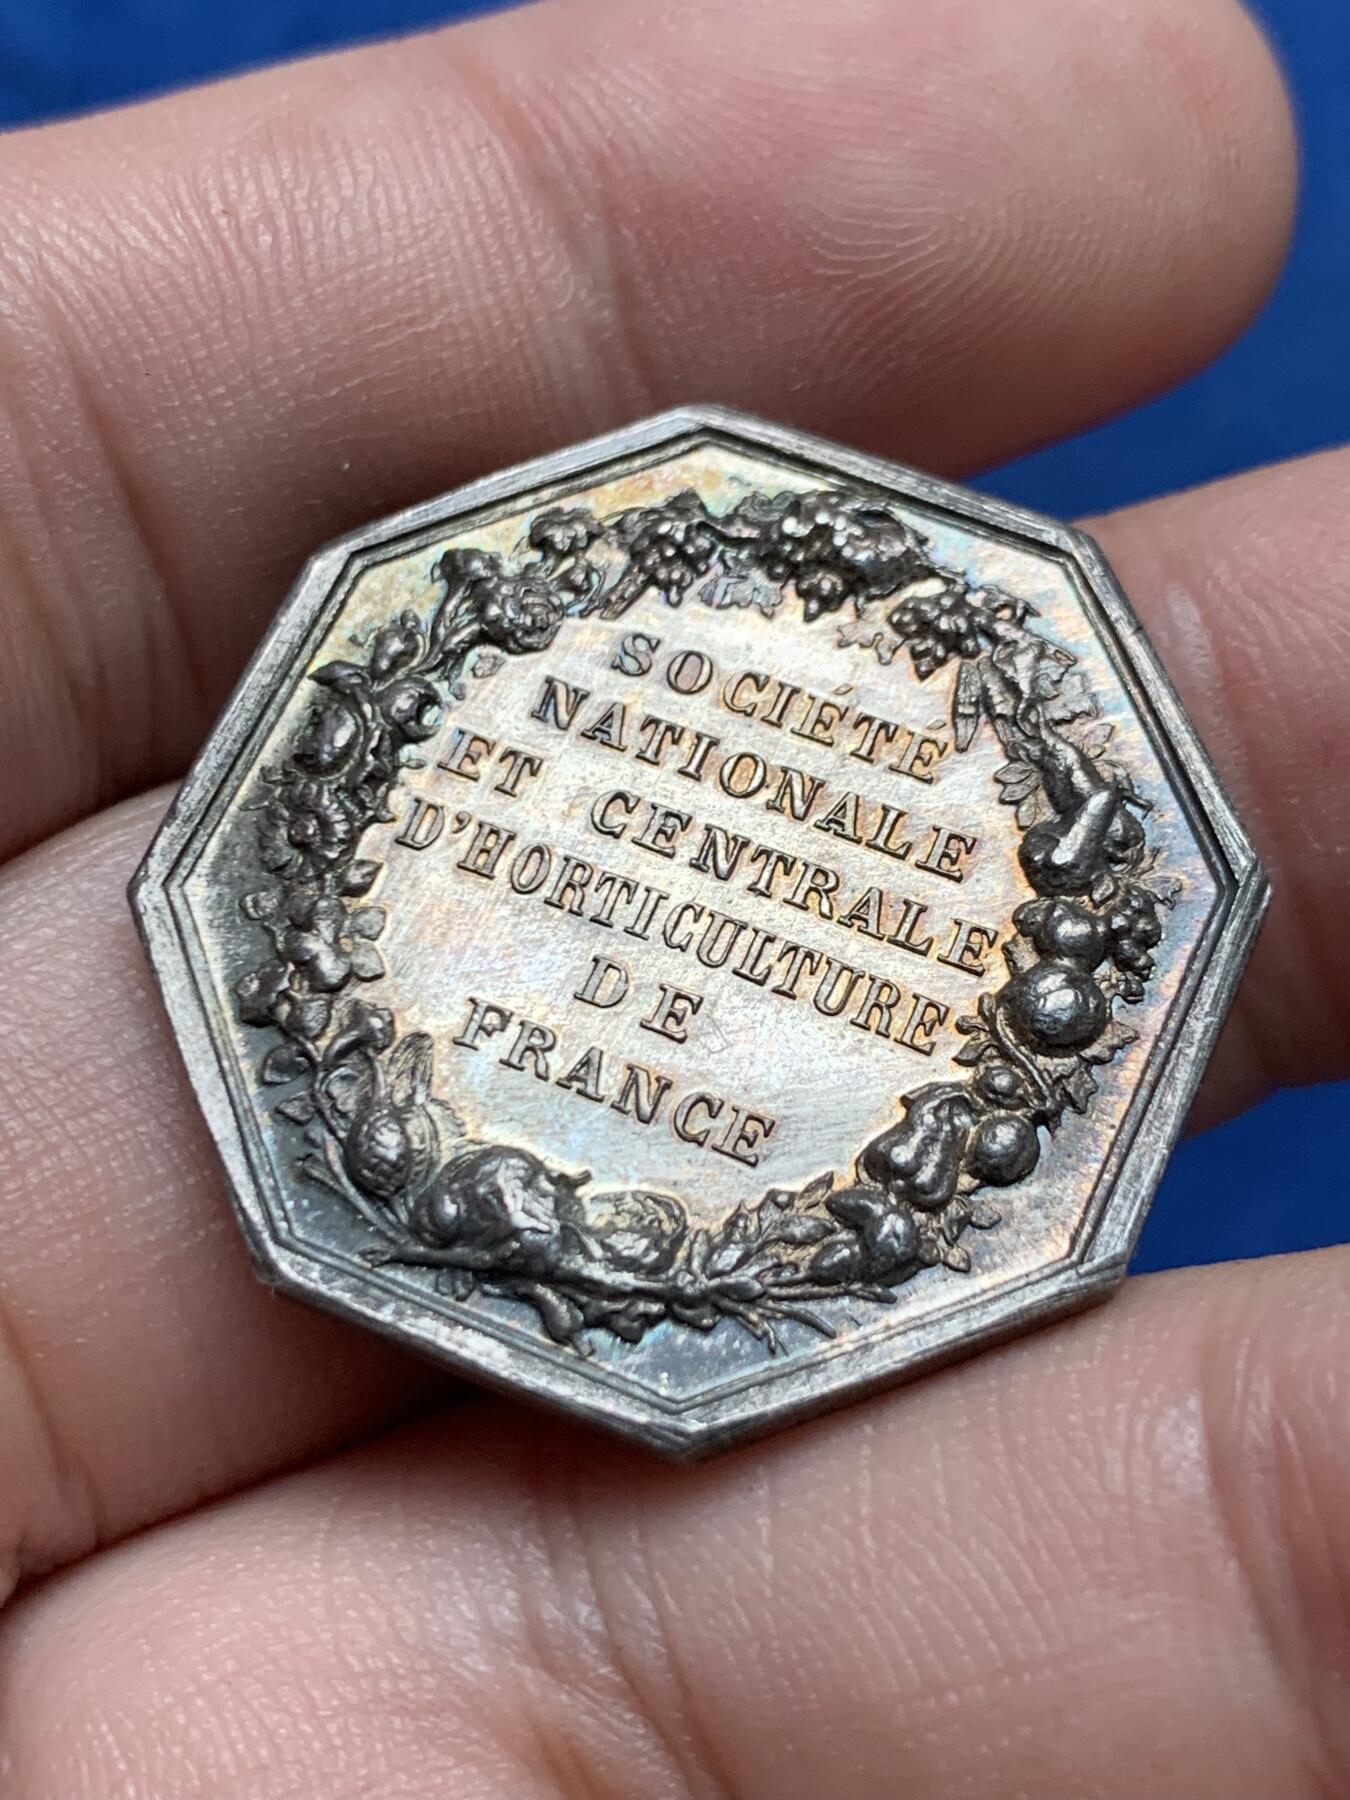 SOCIÉTÉ
NATIONALE
ET CENTRALE
D'HORTICULTURE
DE
FRANCE